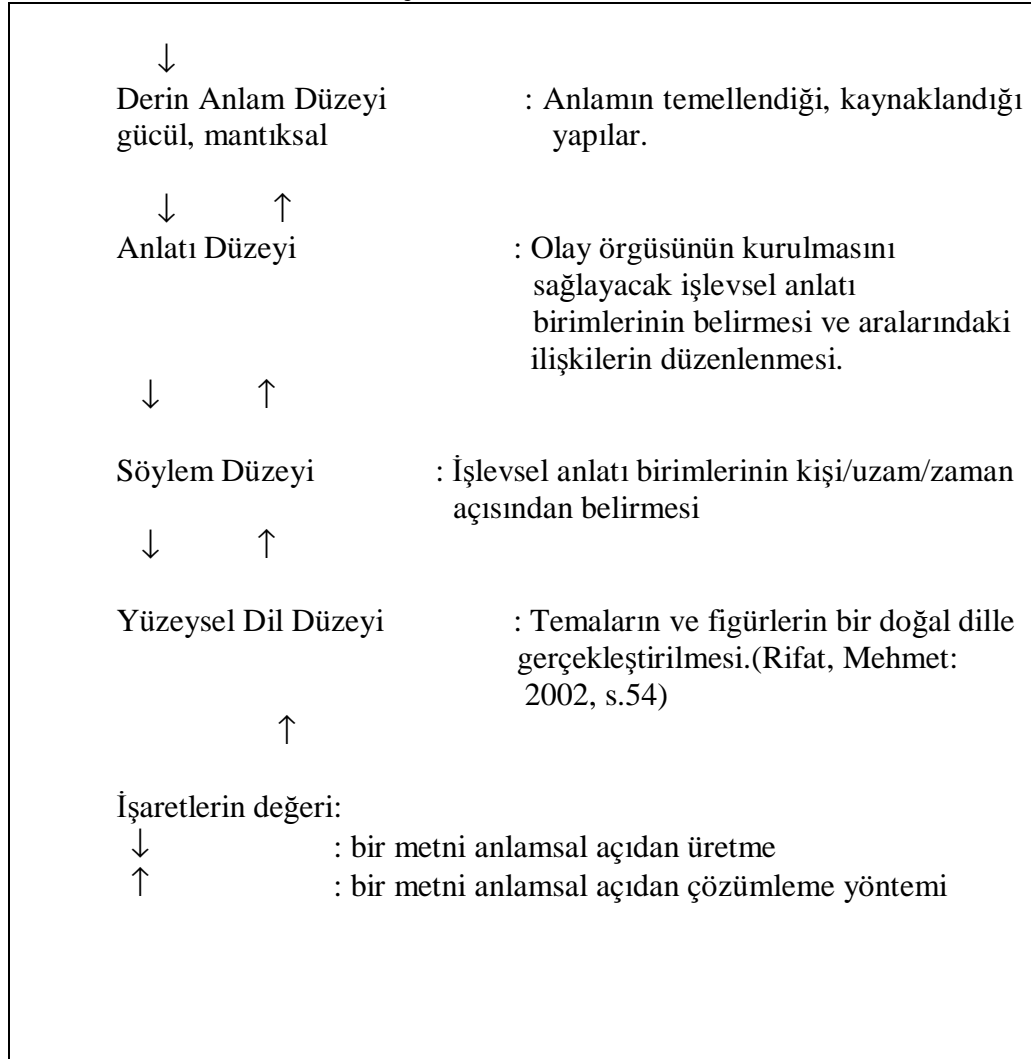 ↓
Derin Anlam Düzeyi : Anlamın temellendiği, kaynaklandığı
gücül, mantıksal yapılar.
↓ ↑
Anlatı Düzeyi : Olay örgüsünün kurulmasını
sağlayacak işlevsel anlatı
birimlerinin belirmesi ve aralarındaki
ilişkilerin düzenlenmesi.
↓ ↑
Söylem Düzeyi : İşlevsel anlatı birimlerinin kişi/uzam/zaman
açısından belirmesi
↓ ↑
Yüzeysel Dil Düzeyi : Temaların ve figürlerin bir doğal dille
gerçekleştirilmesi.(Rifat, Mehmet:
2002, s.54)
↑
İşaretlerin değeri:
↓ : bir metni anlamsal açıdan üretme
↑ : bir metni anlamsal açıdan çözümleme yöntemi